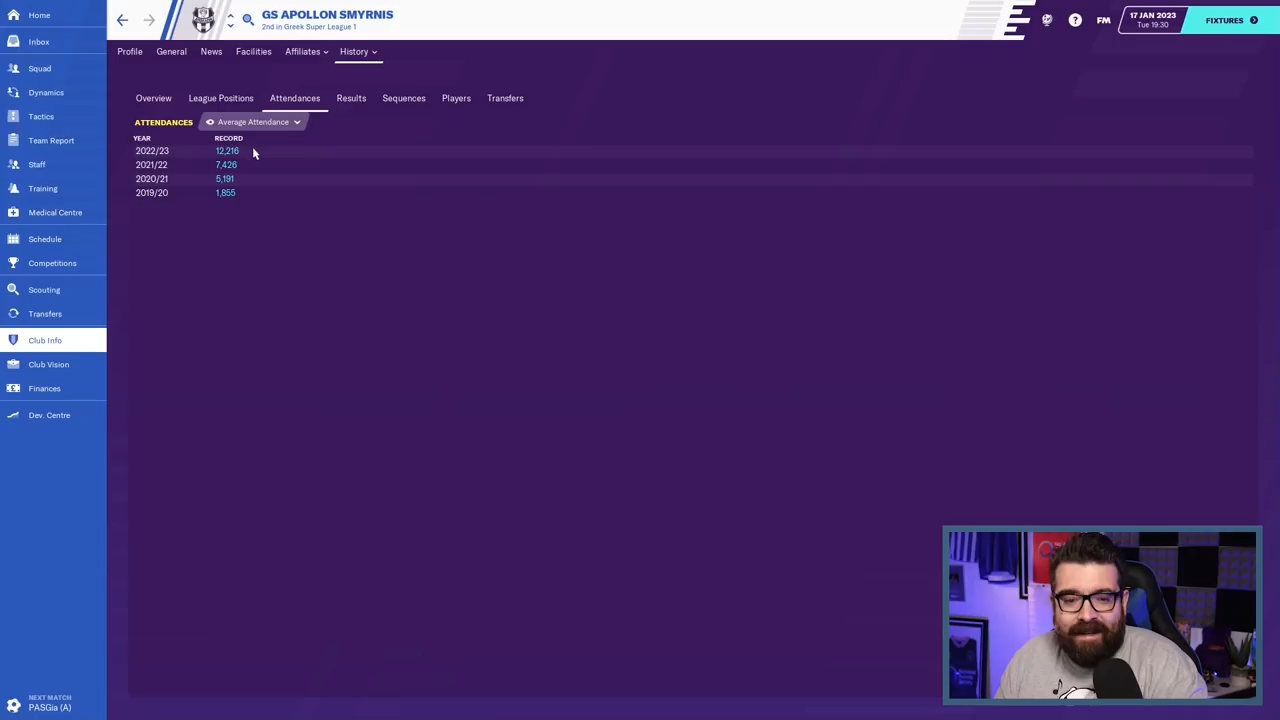 GS APOLLON SMYRNIS
2nd in Greek Super League 1
FM
17 JAN 2023
Tue 19:30
FIXTURES
Home
Inbox
Squad
Dynamics
Tactics
Team Report
Staff
Training
Medical Centre
Schedule
Competitions
Scouting
Transfers
Club Info
Club Vision
Finances
Dev. Centre
NEXT MATCH
PASGia (A)
Profile General News Facilities Affiliates History
Overview League Positions Attendances Results Sequences Players Transfers
ATTENDANCES Average Attendance
YEAR RECORD
2022/23 12,216
2021/22 7,426
2020/21 5,191
2019/20 1,855